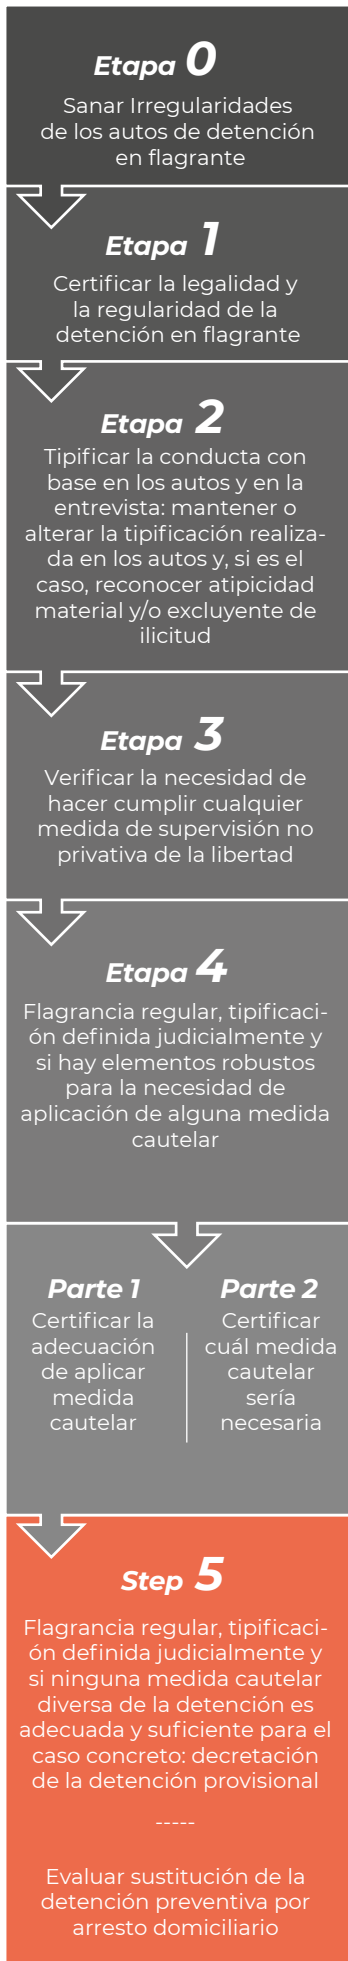 Etapa 0
Sanar Irregularidades
de los autos de detención
en flagrante
Etapa 1
Certificar la legalidad y
la regularidad de la
detención en flagrante
Etapa 2
Tipificar la conducta con
base en los autos y en la
entrevista: mantener o
alterar la tipificación realiza-
da en los autos y, si es el
caso, reconocer atipicidad
material y/o excluyente de
ilicitud
Etapa 3
Verificar la necesidad de
hacer cumplir cualquier
medida de supervisión no
privativa de la libertad
Etapa 4
Flagrancia regular, tipificaci-
ón definida judicialmente y
si hay elementos robustos
para la necesidad de
aplicación de alguna medida
cautelar
Parte 1
Certificar la
adecuación
de aplicar
medida
cautelar
Parte 2
Certificar
cuál medida
cautelar
sería
necesaria
Step 5
Flagrancia regular, tipificaci-
ón definida judicialmente y
si ninguna medida cautelar
diversa de la detención es
adecuada y suficiente para el
caso concreto: decretación
de la detención provisional
-----
Evaluar sustitución de la
detención preventiva por
arresto domiciliario